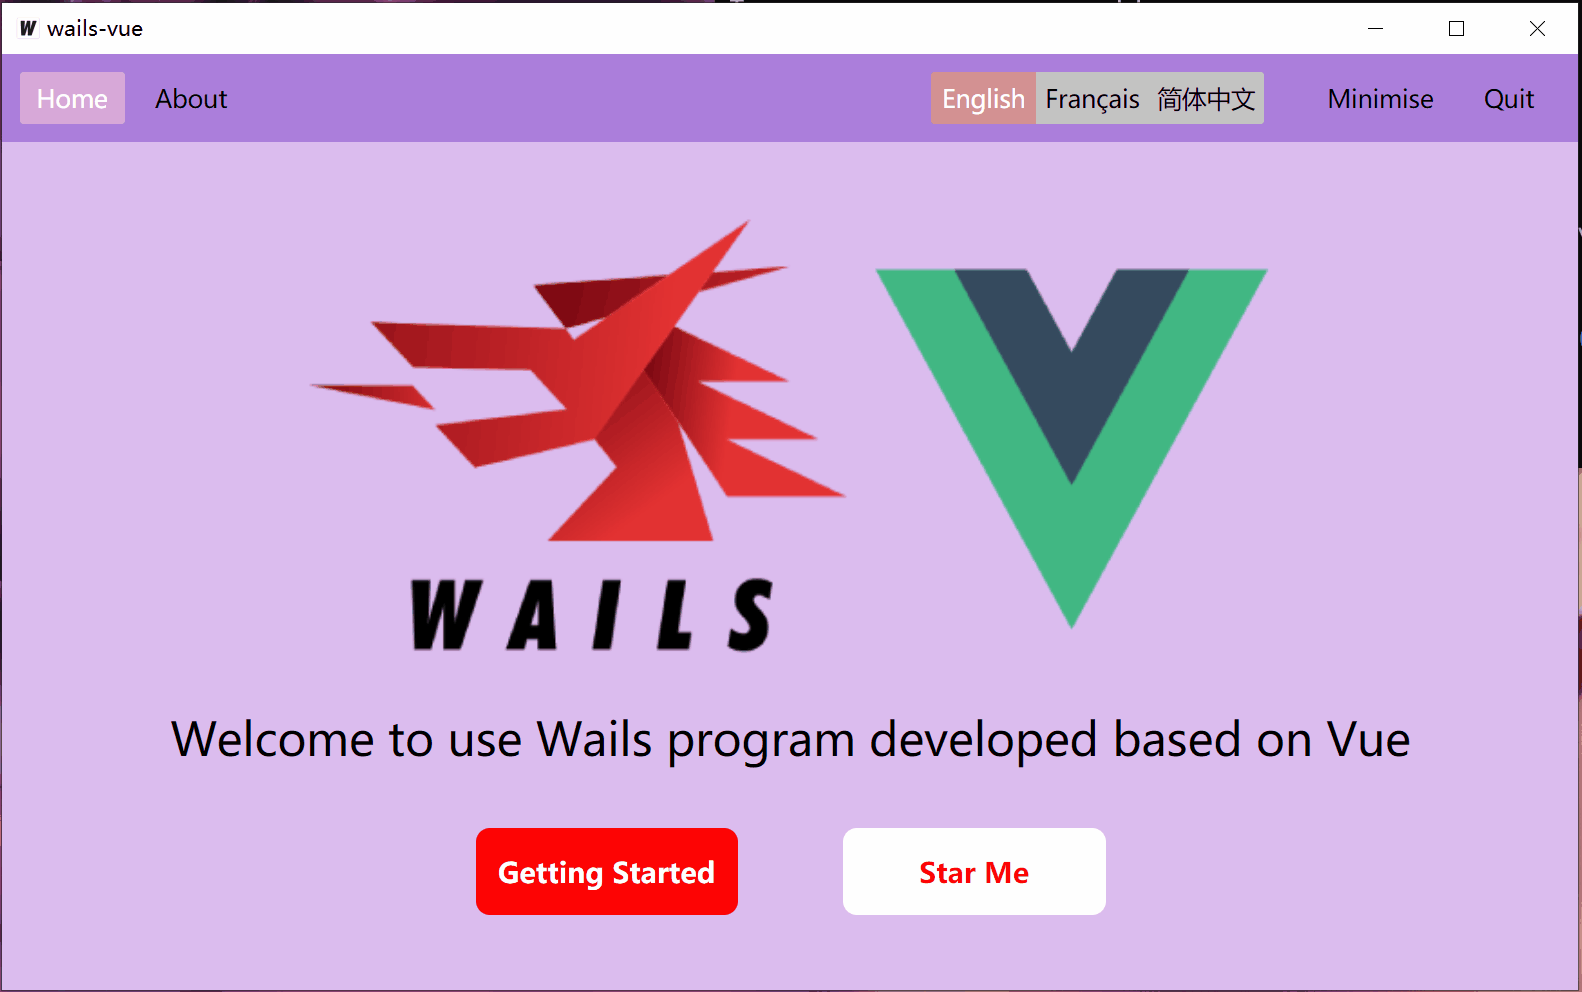 wails-vue
Home About English Français 简体中文 Minimise Quit
WAILS
Welcome to use Wails program developed based on Vue
Getting Started Star Me